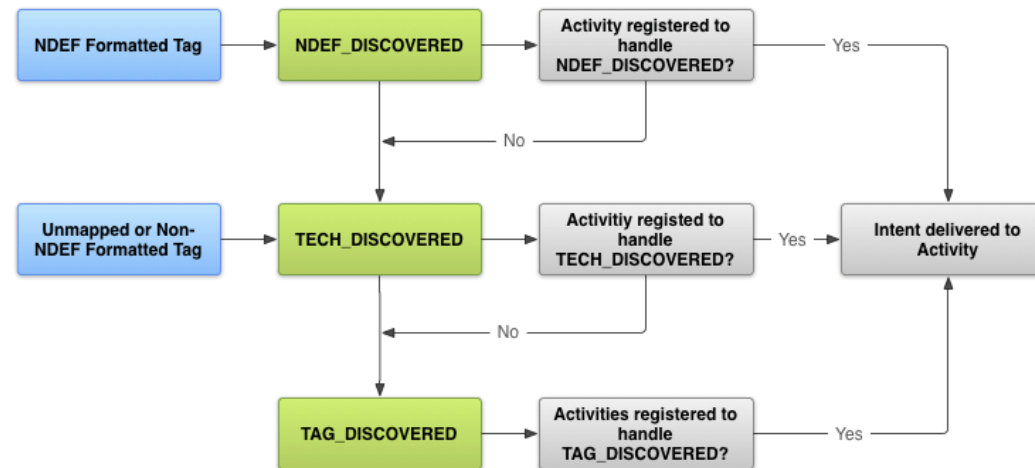 NDEF Formatted Tag
NDEF_DISCOVERED
Activity registered to
handle
NDEF_DISCOVERED?
Yes
No
Unmapped or Non-
NDEF Formatted Tag
TECH_DISCOVERED
Activitiy registed to
handle
TECH_DISCOVERED?
Yes
Intent delivered to
Activity
No
TAG_DISCOVERED
Activities registered to
handle
TAG_DISCOVERED?
Yes